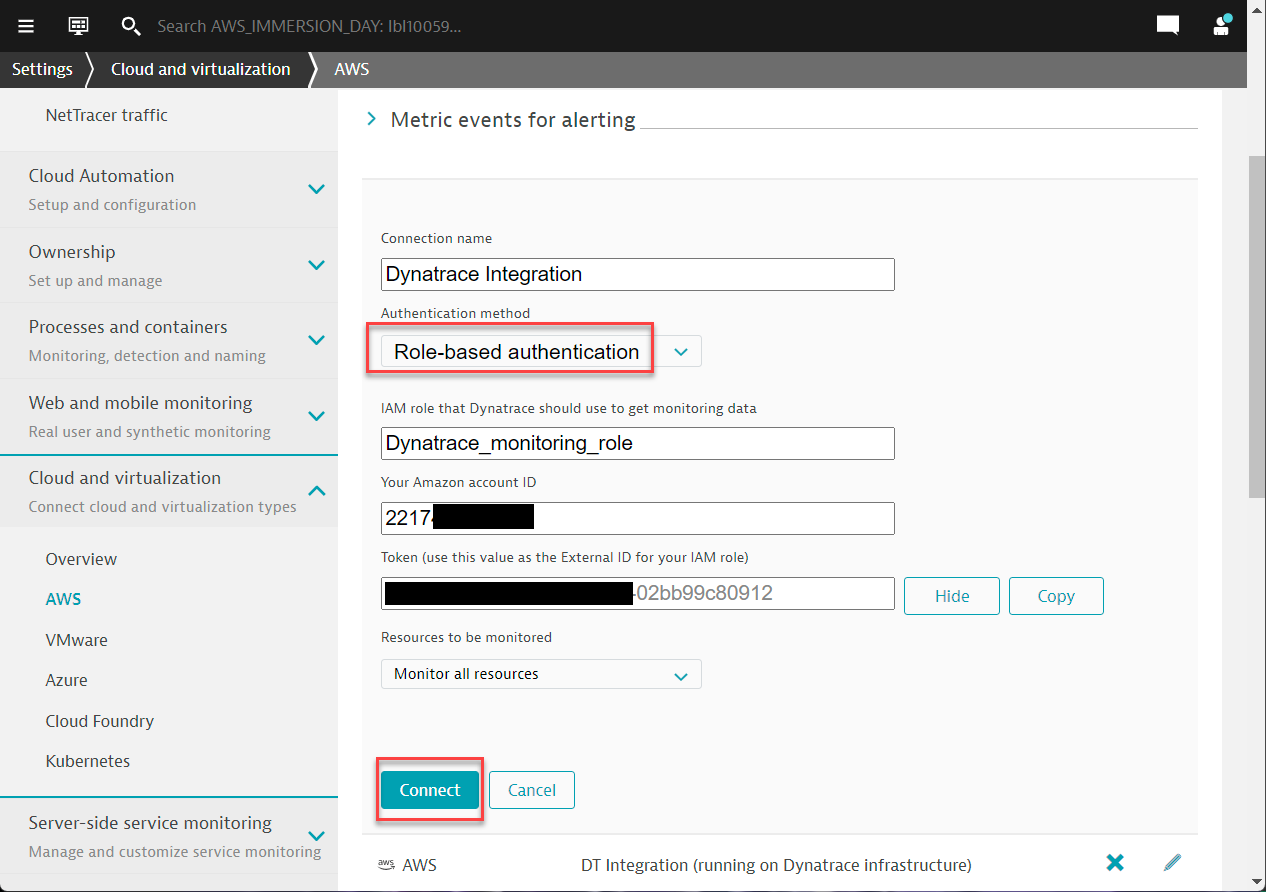 Search AWS_IMMERSION_DAY: lbl10059...
Settings
Cloud and virtualization
AWS
NetTracer traffic
Cloud Automation
Setup and configuration
Ownership
Set up and manage
Processes and containers
Monitoring, detection and naming
Web and mobile monitoring
Real user and synthetic monitoring
Cloud and virtualization
Connect cloud and virtualization types
Overview
AWS
VMware
Azure
Cloud Foundry
Kubernetes
Server-side service monitoring
Manage and customize service monitoring
Metric events for alerting
Connection name
Dynatrace Integration
Authentication method
Role-based authentication
IAM role that Dynatrace should use to get monitoring data
Dynatrace_monitoring_role
Your Amazon account ID
2217
Token (use this value as the External ID for your IAM role)
-02bb99c80912
Hide
Copy
Resources to be monitored
Monitor all resources
Connect
Cancel
aws AWS
DT Integration (running on Dynatrace infrastructure)